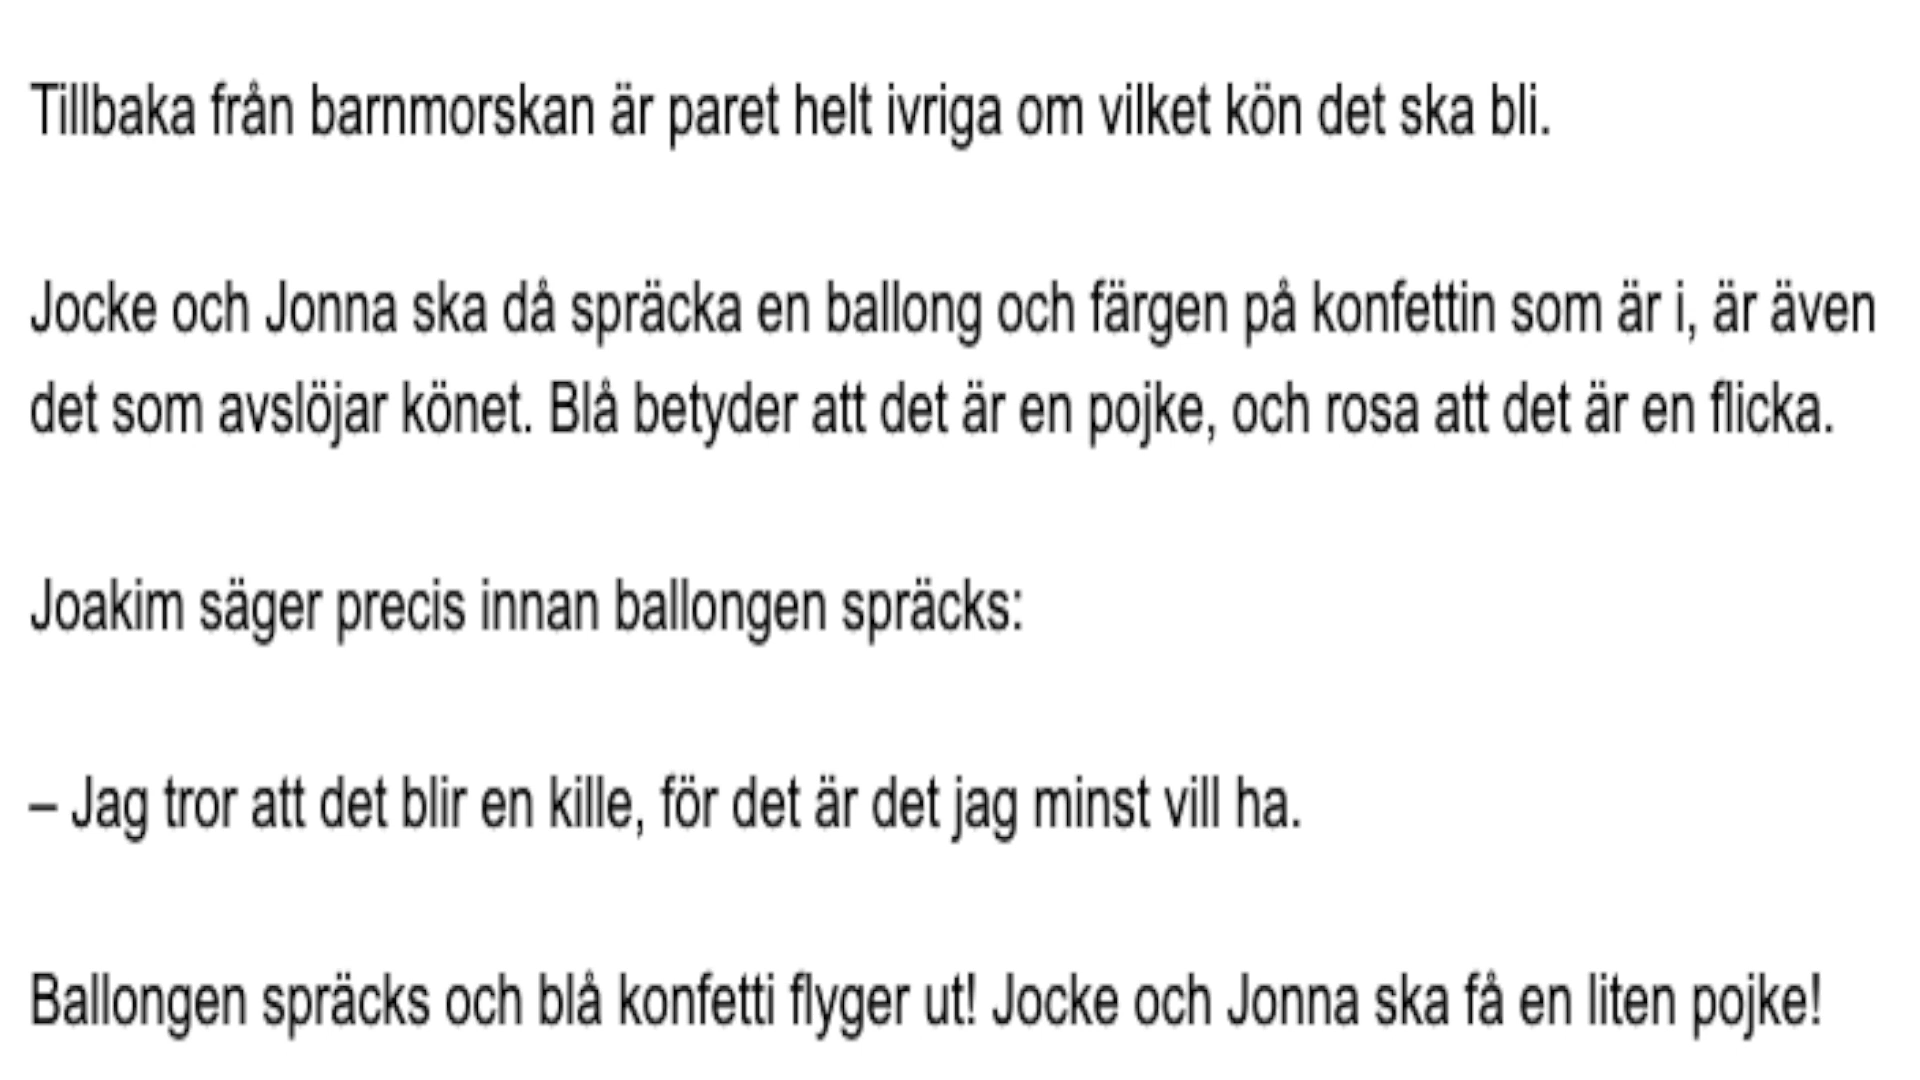 Tillbaka från barnmorskan är paret helt ivriga om vilket kön det ska bli.
Jocke och Jonna ska då spräcka en ballong och färgen på konfettin som är i, är även
det som avslöjar könet. Blå betyder att det är en pojke, och rosa att det är en flicka.
Joakim säger precis innan ballongen spräcks:
– Jag tror att det blir en kille, för det är det jag minst vill ha.
Ballongen spräcks och blå konfetti flyger ut! Jocke och Jonna ska få en liten pojke!